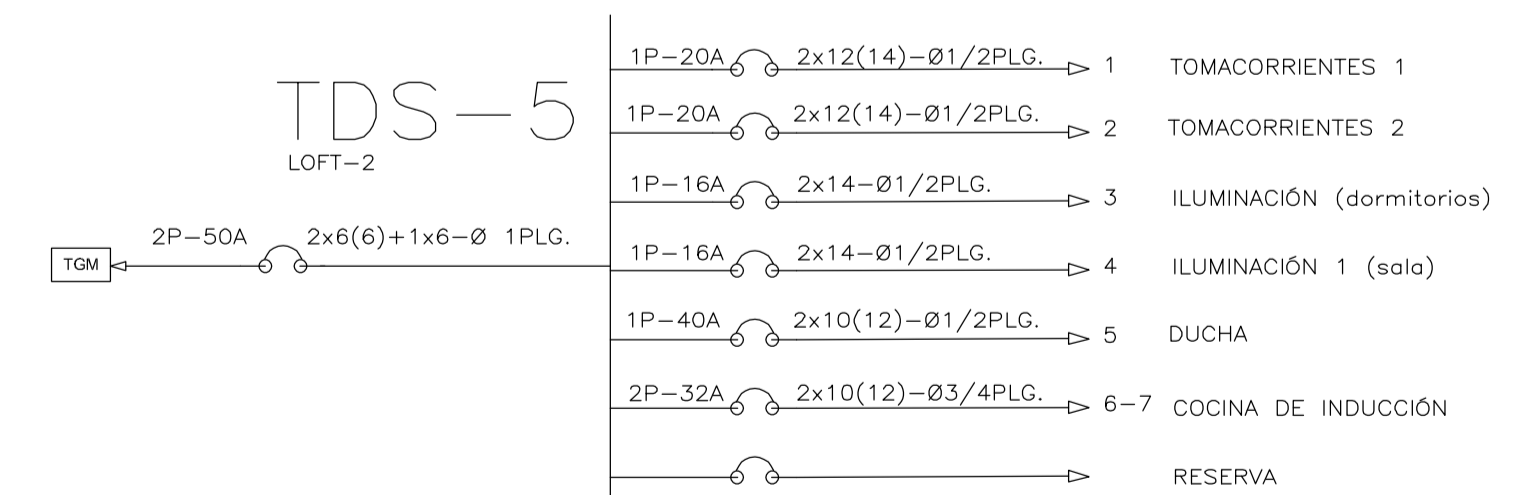 TDS-5
LOFT-2
TGM
2P-50A 2x6(6)+1x6-Ø 1PLG.
1P-20A 2x12(14)-Ø1/2PLG. 1 TOMACORRIENTES 1
1P-20A 2x12(14)-Ø1/2PLG. 2 TOMACORRIENTES 2
1P-16A 2x14-Ø1/2PLG. 3 ILUMINACIÓN (dormitorios)
1P-16A 2x14-Ø1/2PLG. 4 ILUMINACIÓN 1 (sala)
1P-40A 2x10(12)-Ø1/2PLG. 5 DUCHA
2P-32A 2x10(12)-Ø3/4PLG. 6-7 COCINA DE INDUCCIÓN
RESERVA